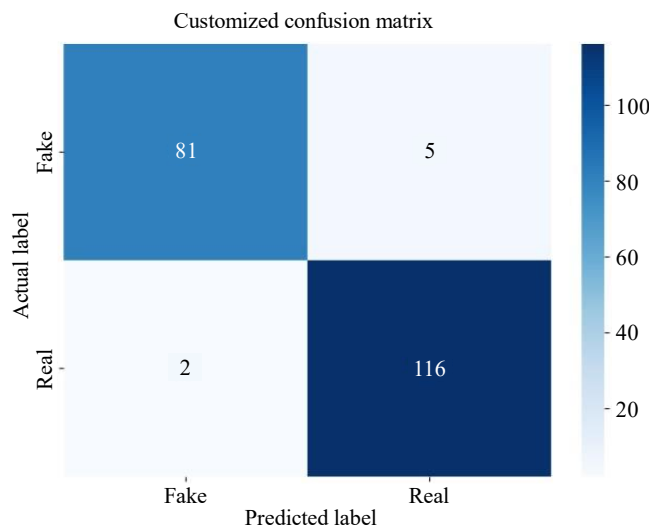 Customized confusion matrix
Actual label
Fake
Real
81
5
2
116
Fake
Real
Predicted label
100
80
60
40
20